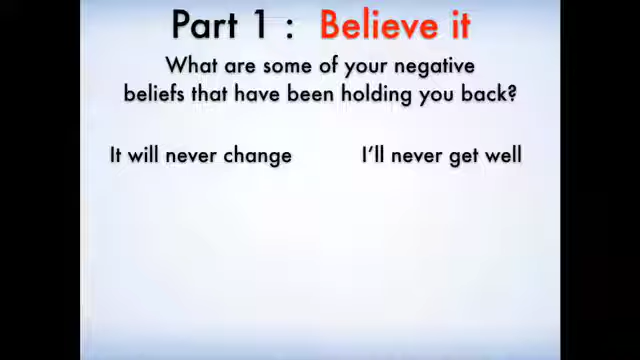 Part 1 : Believe it
What are some of your negative
beliefs that have been holding you back?
It will never change
I'll never get well